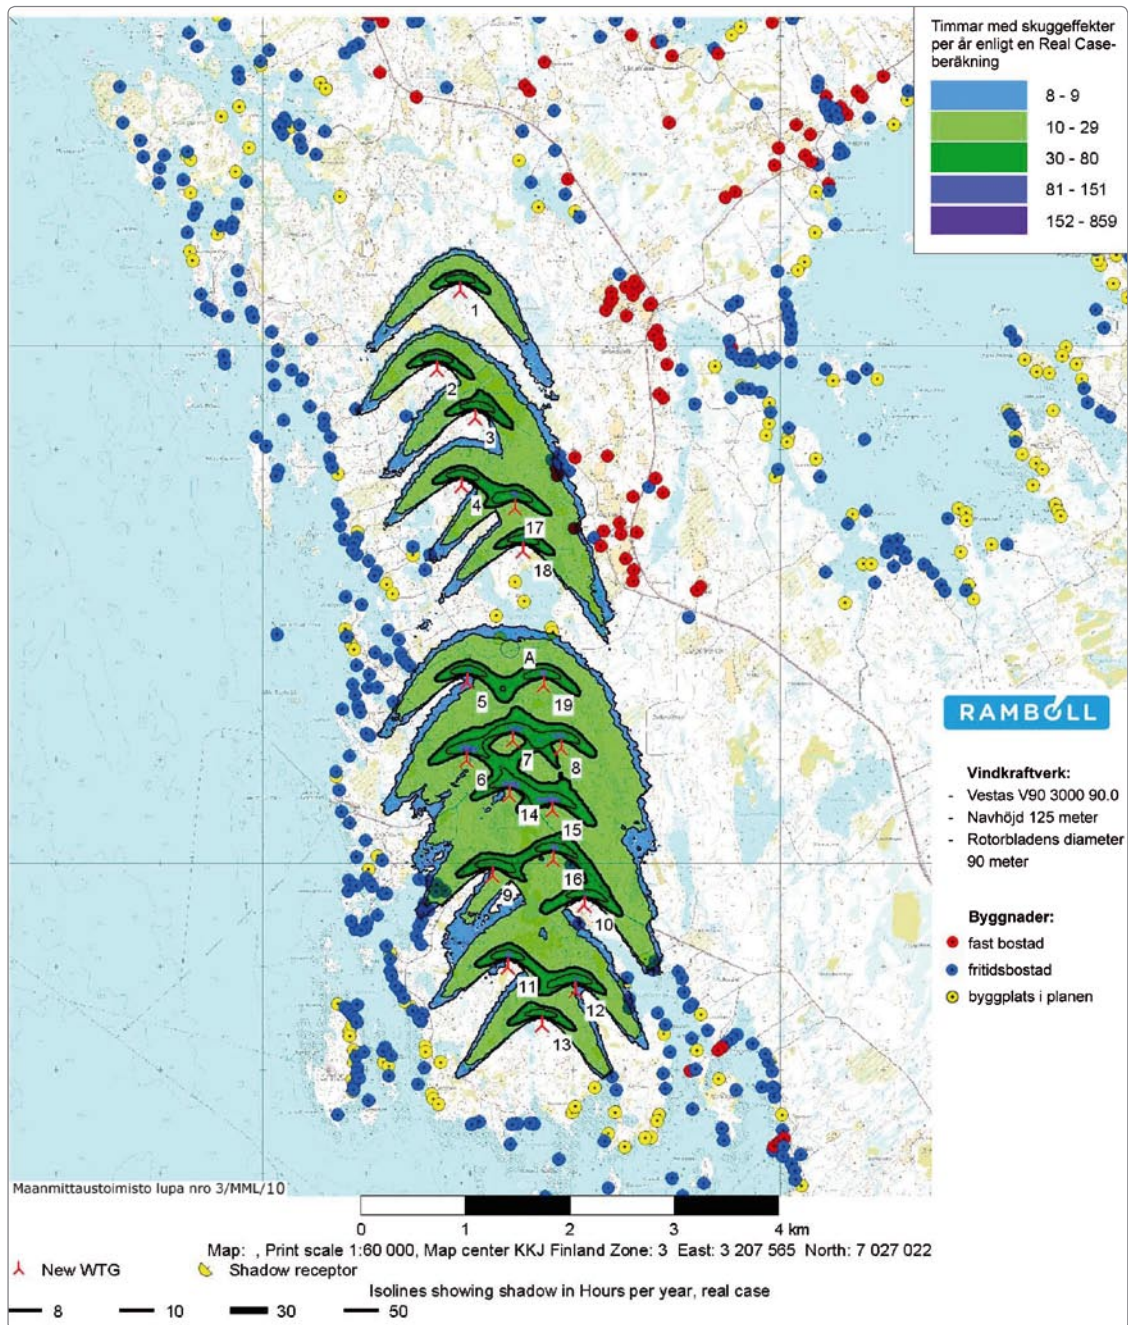 Timmar med skuggeffekter
per år enligt en Real Case-
beräkning
8 - 9
10 - 29
30 - 80
81 - 151
152 - 859
1
2
3
4
17
18
A
5
19
7
8
6
14
15
16
9
10
11
12
13
RAMBOLL
Vindkraftverk:
- Vestas V90 3000 90.0
- Navhöjd 125 meter
- Rotorbladens diameter
90 meter
Byggnader:
fast bostad
fritidsbostad
byggplats i planen
Maanmittaustoimisto lupa nro 3/MML/10
0 1 2 3 4 km
Map: , Print scale 1:60 000, Map center KKJ Finland Zone: 3 East: 3 207 565 North: 7 027 022
New WTG Shadow receptor
Isolines showing shadow in Hours per year, real case
8 10 30 50